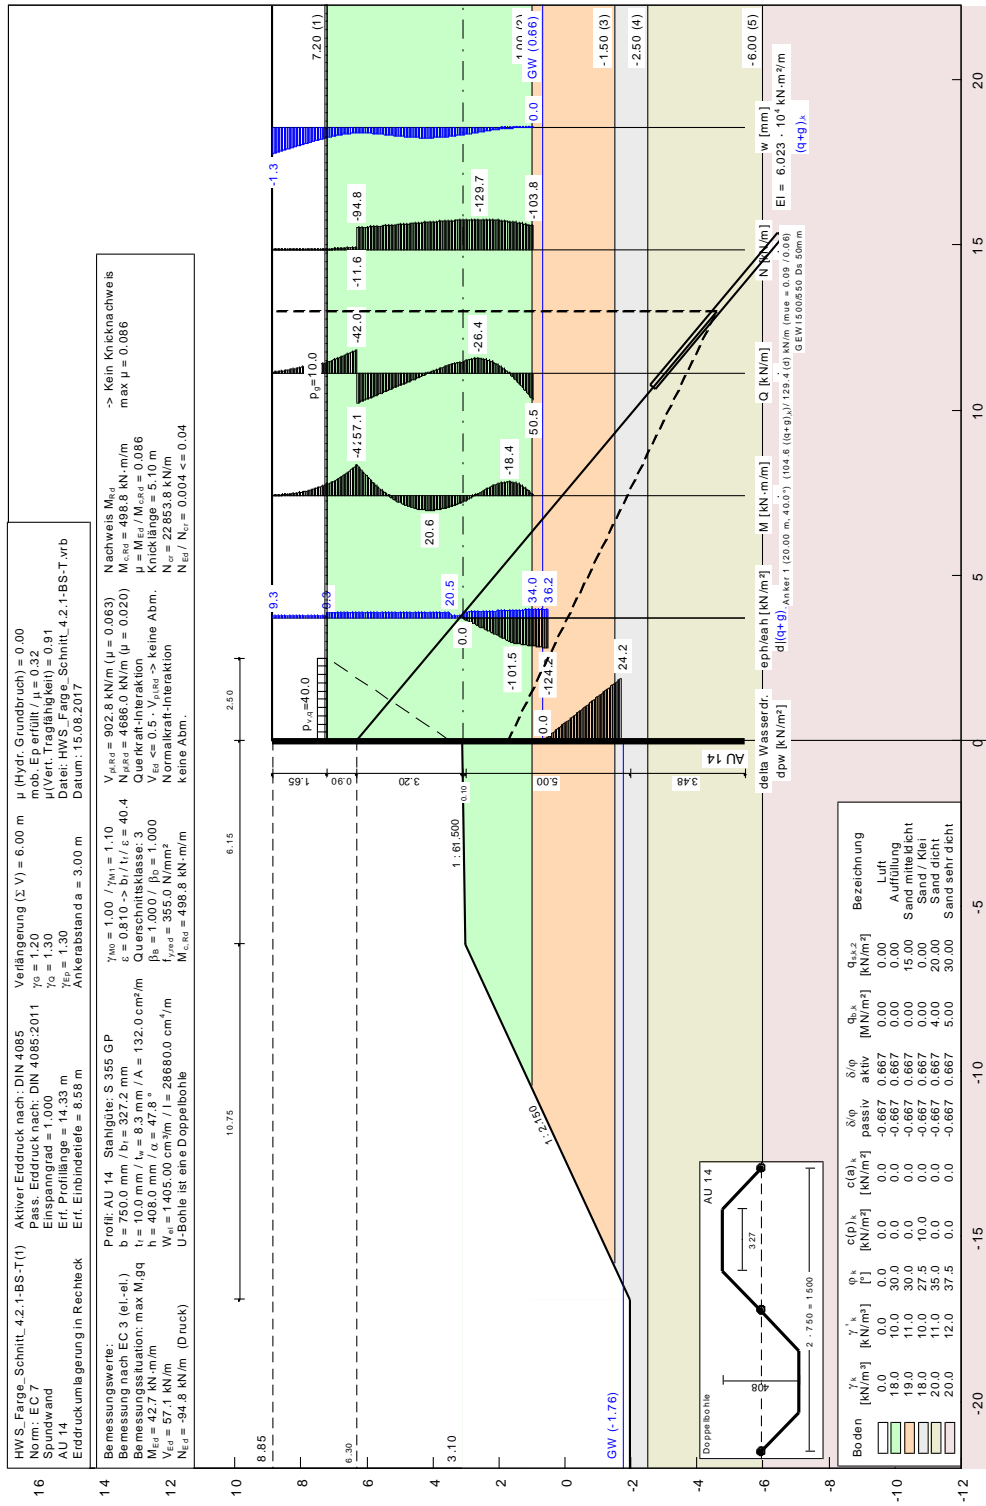 HWS_Farge_Schnitt_4.2.1-BS-T(1)
Norm: EC 7
Spundwand
AU 14
Erddruckumlagerung in Rechteck
Aktiver Erddruck nach: DIN 4085
Pass. Erddruck nach: DIN 4085:2011
Einspanngrad = 1.000
Erf. Profillänge = 14.33 m
Erf. Einbindetiefe = 8.58 m
Verlängerung (Σ V) = 6.00 m
γG = 1.20
γQ = 1.30
γEp = 1.30
Ankerabstand a = 3.00 m
μ (Hydr. Grundbruch) = 0.00
mob. Ep erfüllt / μ = 0.32
μ(Vert. Tragfähigkeit) = 0.91
Datei: HWS_Farge_Schnitt_4.2.1-BS-T.vrb
Datum: 15.08.2017
Bemessungswerte:
Bemessung nach EC 3 (el.-el.)
Bemessungssituation: max M,gq
MEd = 42.7 kN·m/m
VEd = 57.1 kN/m
NEd = -94.8 kN/m (Druck)
Profil: AU 14 Stahlgüte: S 355 GP
b = 750.0 mm / bf = 327.2 mm
tf = 10.0 mm / tw = 8.3 mm / A = 132.0 cm²/m
h = 408.0 mm / α = 47.8 °
Wel = 1405.00 cm³/m / I = 28680.0 cm⁴/m
U-Bohle ist eine Doppelbohle
γM0 = 1.00 / γM1 = 1.10
ε = 0.810 -> bf / tf / ε = 40.4
Querschnittsklasse: 3
βB = 1.000 / βD = 1.000
fy,red = 355.0 N/mm²
Mc,Rd = 498.8 kN·m/m
Vpl,Rd = 902.8 kN/m (μ = 0.063)
Npl,Rd = 4686.0 kN/m (μ = 0.020)
Querkraft-Interaktion
VEd <= 0.5 · Vpl,Rd -> keine Abm.
Normalkraft-Interaktion
keine Abm.
Nachweis MRd
Mc,Rd = 498.8 kN·m/m
μ = MEd / Mc,Rd = 0.086
Knicklänge = 5.10 m
Ncr = 22853.8 kN/m
NEd / Ncr = 0.004 <= 0.04
-> Kein Knicknachweis
max μ = 0.086
10.75
6.15
2.50
8.85
6.30
3.10
1 : 61.500
1 : 2.150
GW (-1.76)
1.65
0.90
3.20
0.10
5.00
3.48
AU 14
pv,q=40.0
pg=10.0
0.0
24.2
9.3
9.3
20.5
34.0
36.2
0.0
-101.5
-124.2
20.6
-18.4
57.1
-42.0
-26.4
50.5
-11.6
-94.8
-129.7
-103.8
-1.3
0.0
7.20 (1)
GW (0.66)
-1.50 (3)
-2.50 (4)
-6.00 (5)
delta Wasserdr.
dpw [kN/m²]
eph/eah [kN/m²]
M [kN·m/m]
Q [kN/m]
N [kN/m]
w [mm]
EI = 6.023 · 10⁴ kN·m²/m
(q+g)k
Anker 1 (20.00 m, 40.0°) (104.6 ((q+g)k)/ 129.4 (d) kN/m (mue = 0.09 / 0.06)
GEWI500/550 Ds 50mm
Doppelbohle
AU 14
408
327
2 · 750 = 1500
Boden γk [kN/m³] γ'k [kN/m³] φk [°] c(p)k [kN/m²] c(a)k [kN/m²] δ/φ passiv δ/φ aktiv qb,k [MN/m²] qs,k,2 [kN/m²] Bezeichnung
0.0 0.0 0.0 0.0 0.0 -0.667 0.667 0.00 0.00 Luft
18.0 10.0 30.0 0.0 0.0 -0.667 0.667 0.00 0.00 Auffüllung
19.0 11.0 30.0 0.0 0.0 -0.667 0.667 0.00 15.00 Sand mitteldicht
18.0 10.0 27.5 10.0 0.0 -0.667 0.667 0.00 0.00 Sand / Klei
20.0 11.0 35.0 0.0 0.0 -0.667 0.667 4.00 20.00 Sand dicht
20.0 12.0 37.5 0.0 0.0 -0.667 0.667 5.00 30.00 Sand sehr dicht
16
14
12
10
8
6
4
2
0
-2
-4
-6
-8
-10
-12
-20
-15
-10
-5
0
5
10
15
20